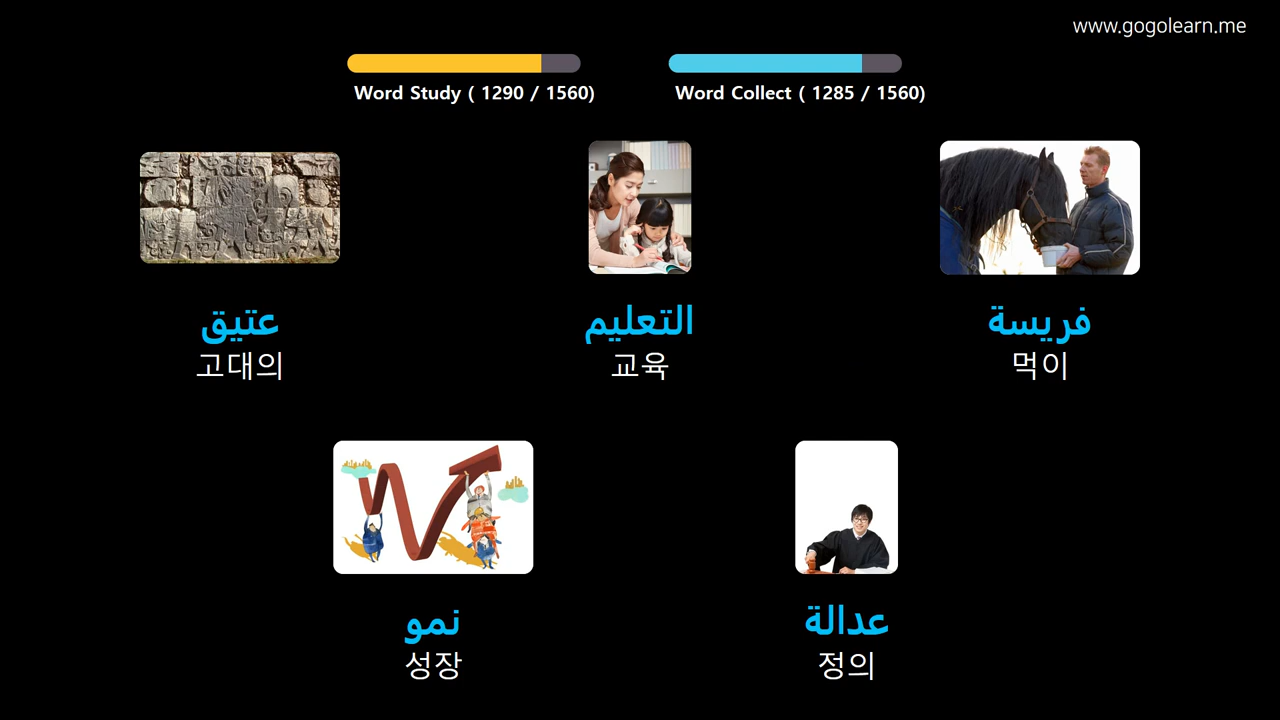 www.gogolearn.me
Word Study ( 1290 / 1560)
Word Collect ( 1285 / 1560)
عتيق
고대의
التعليم
교육
فريسة
먹이
نمو
성장
عدالة
정의